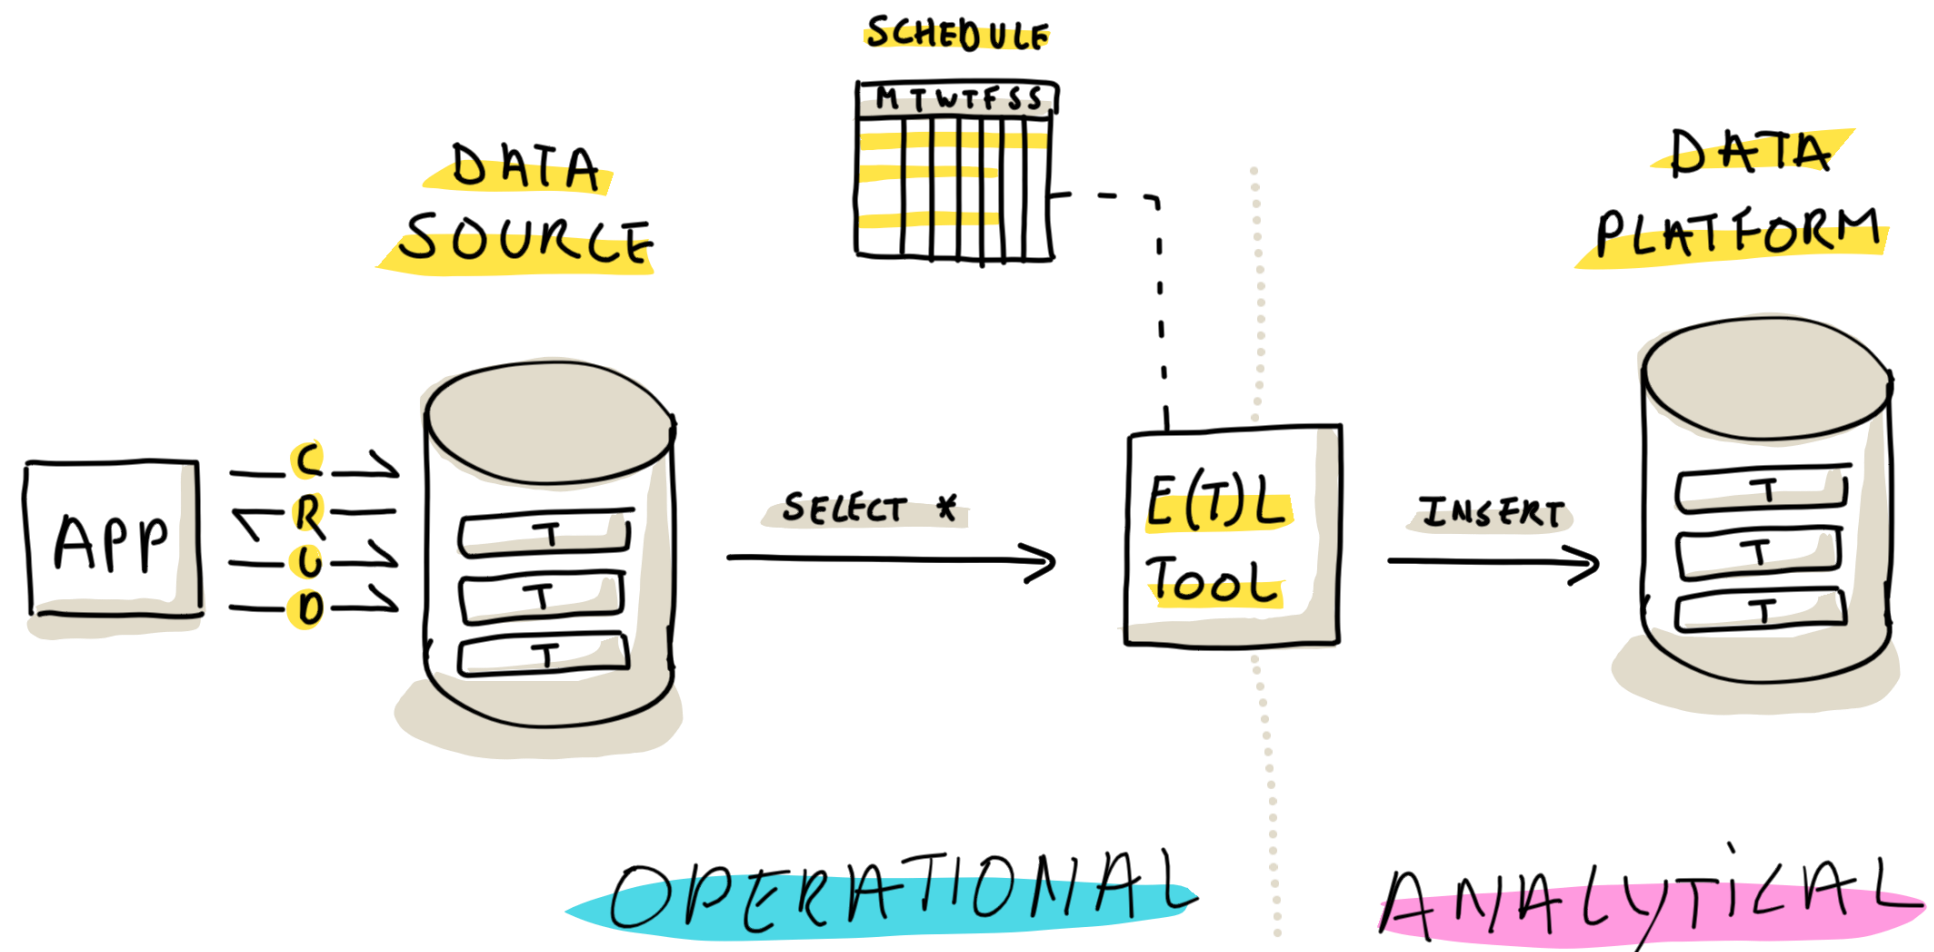 SCHEDULE
M T W T F S S
DATA
SOURCE
DATA
PLATFORM
APP
C
R
U
D
T
T
T
SELECT *
E(T)L
TOOL
INSERT
T
T
T
OPERATIONAL
ANALYTICAL